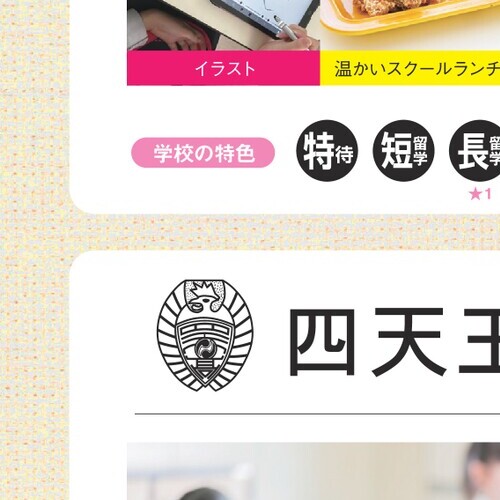 イラスト
温かいスクールランチ
学校の特色
特待 短留学 長留学
★1
四天王